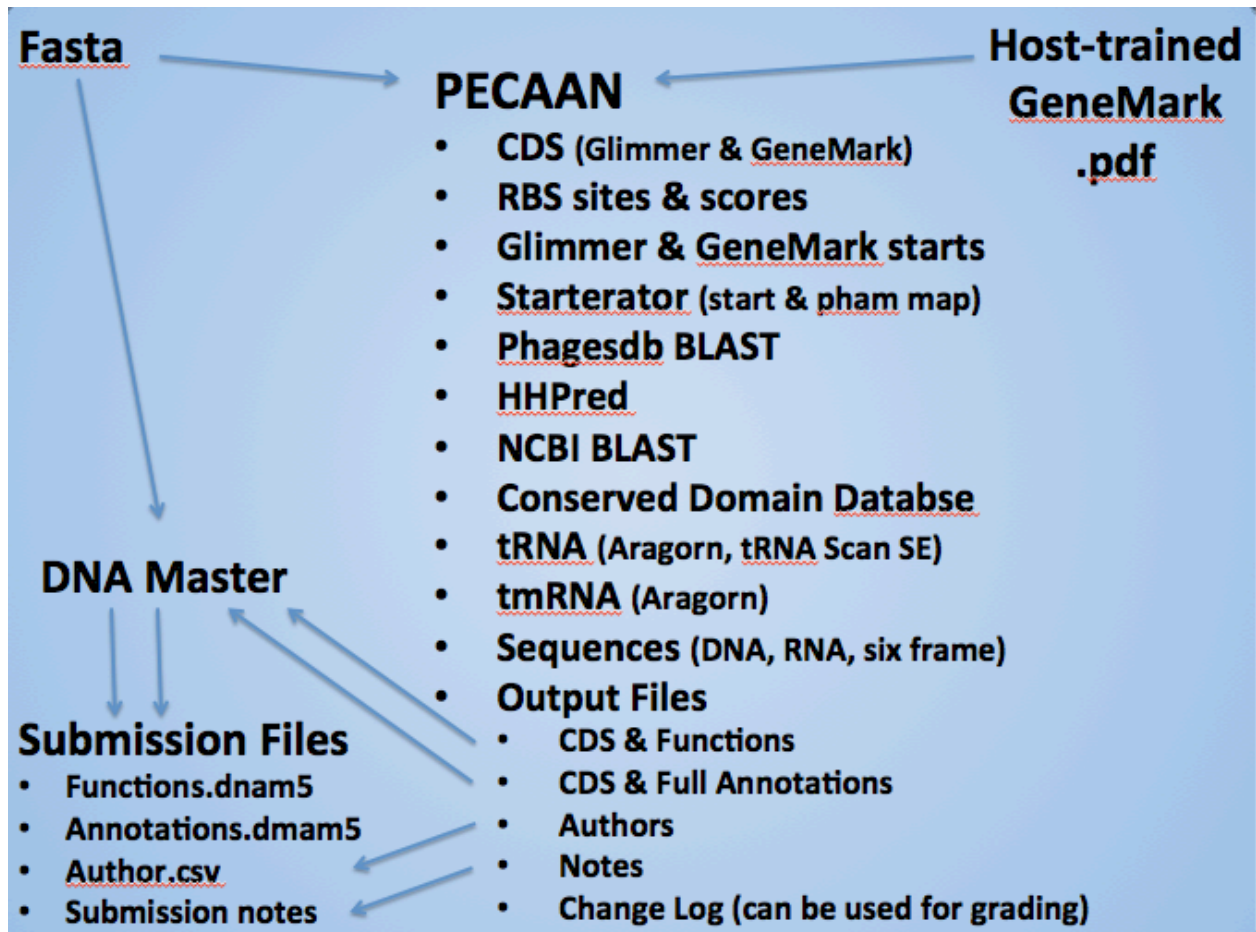 Fasta
Host-trained
GeneMark
.pdf
PECAAN
• CDS (Glimmer & GeneMark)
• RBS sites & scores
• Glimmer & GeneMark starts
• Starterator (start & pham map)
• Phagesdb BLAST
• HHPred
• NCBI BLAST
• Conserved Domain Databse
• tRNA (Aragorn, tRNA Scan SE)
• tmRNA (Aragorn)
• Sequences (DNA, RNA, six frame)
• Output Files
• CDS & Functions
• CDS & Full Annotations
• Authors
• Notes
• Change Log (can be used for grading)
DNA Master
Submission Files
• Functions.dnam5
• Annotations.dmam5
• Author.csv
• Submission notes